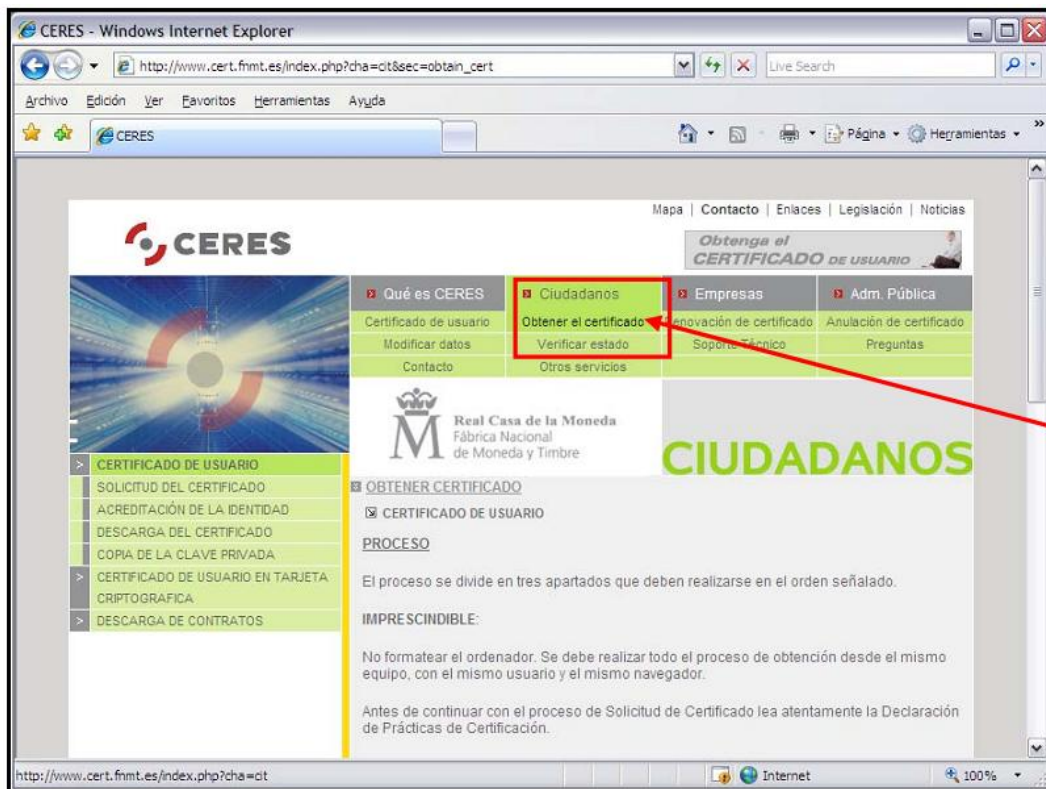 CERES - Windows Internet Explorer
http://www.cert.fnmt.es/index.php?cha=cit&sec=obtain_cert
Live Search
Archivo Edición Ver Favoritos Herramientas Ayuda
CERES
Página
Herramientas
Mapa | Contacto | Enlaces | Legislación | Noticias
CERES
Obtenga el
CERTIFICADO DE USUARIO
Qué es CERES Ciudadanos Empresas Adm. Pública
Certificado de usuario Obtener el certificado Renovación de certificado Anulación de certificado
Modificar datos Verificar estado Soporte Técnico Preguntas
Contacto Otros servicios
M
Real Casa de la Moneda
Fábrica Nacional
de Moneda y Timbre
CIUDADANOS
> CERTIFICADO DE USUARIO
SOLICITUD DEL CERTIFICADO
ACREDITACIÓN DE LA IDENTIDAD
DESCARGA DEL CERTIFICADO
COPIA DE LA CLAVE PRIVADA
> CERTIFICADO DE USUARIO EN TARJETA
CRIPTOGRAFICA
> DESCARGA DE CONTRATOS
OBTENER CERTIFICADO
CERTIFICADO DE USUARIO
PROCESO
El proceso se divide en tres apartados que deben realizarse en el orden señalado.
IMPRESCINDIBLE:
No formatear el ordenador. Se debe realizar todo el proceso de obtención desde el mismo
equipo, con el mismo usuario y el mismo navegador.
Antes de continuar con el proceso de Solicitud de Certificado lea atentamente la Declaración
de Prácticas de Certificación.
http://www.cert.fnmt.es/index.php?cha=cit
Internet
100%